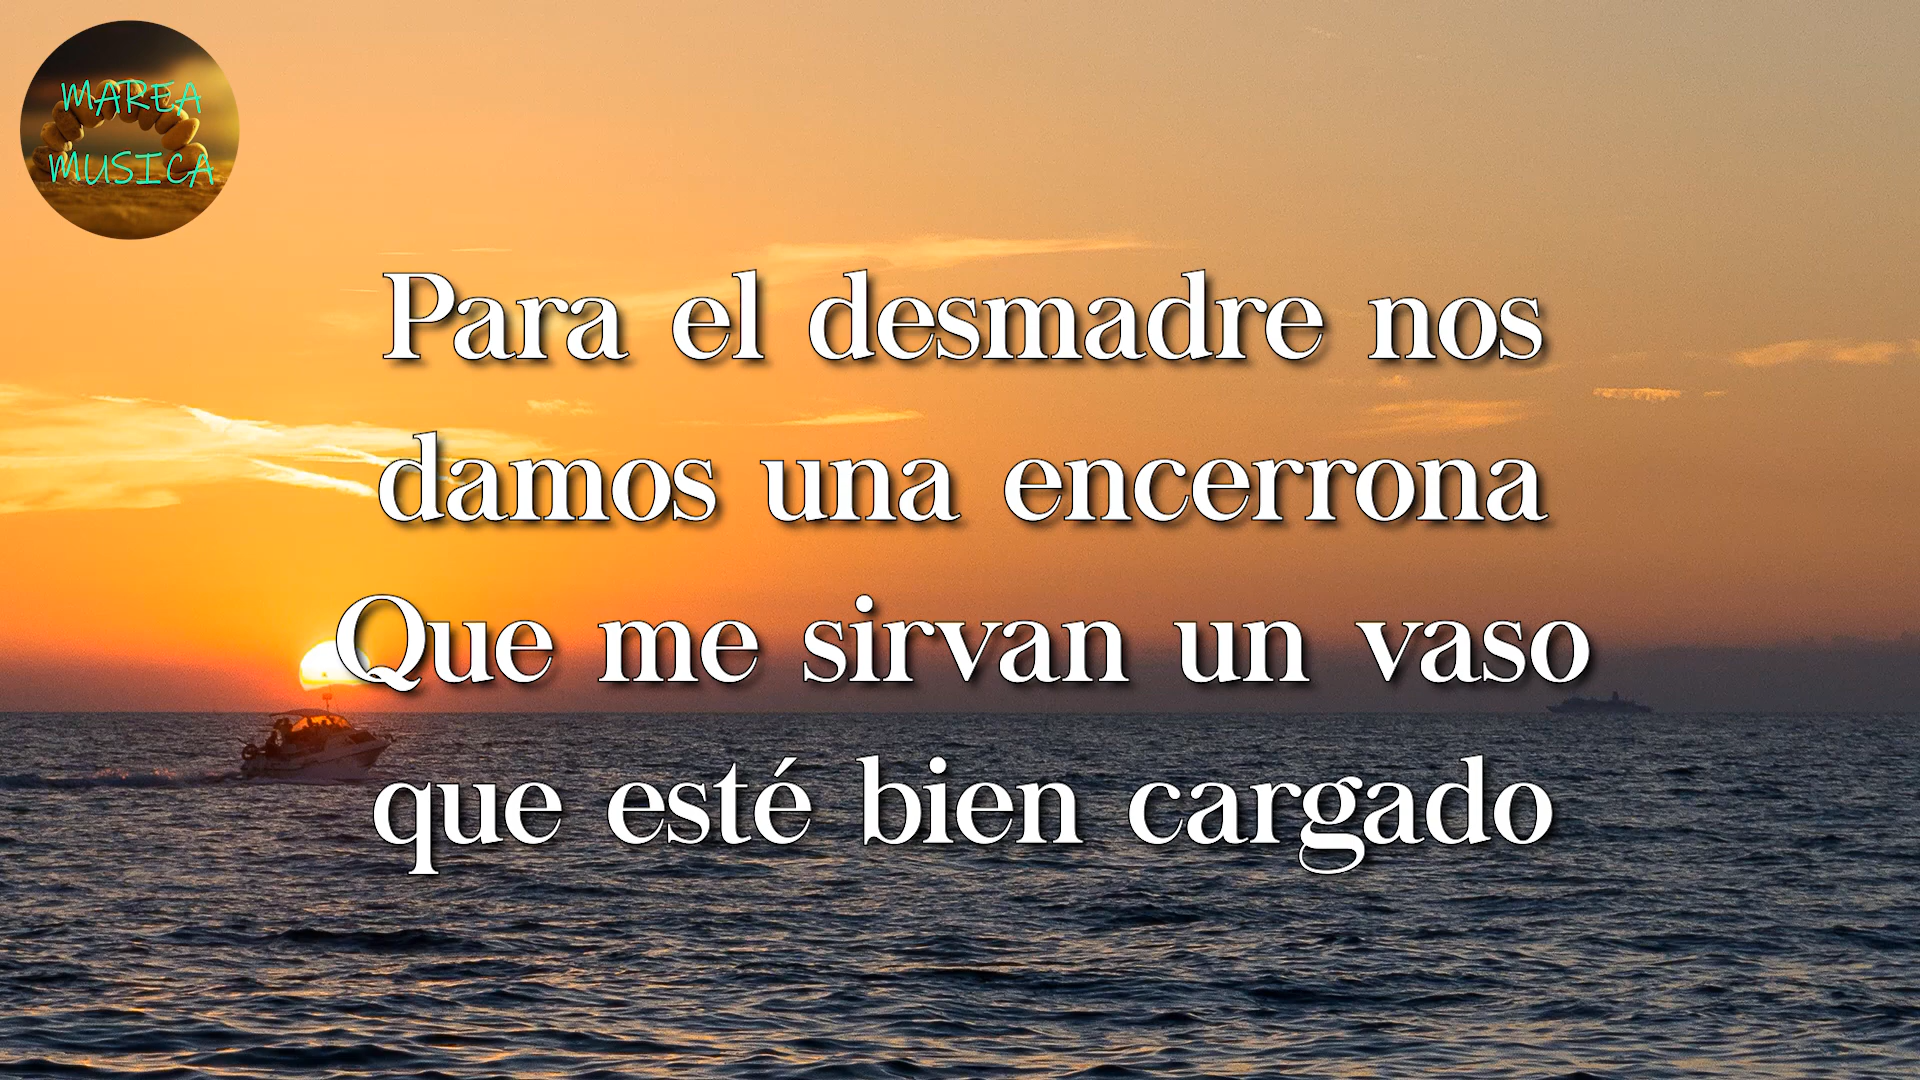 MAREA
MUSICA
Para el desmadre nos
damos una encerrona
Que me sirvan un vaso
que esté bien cargado